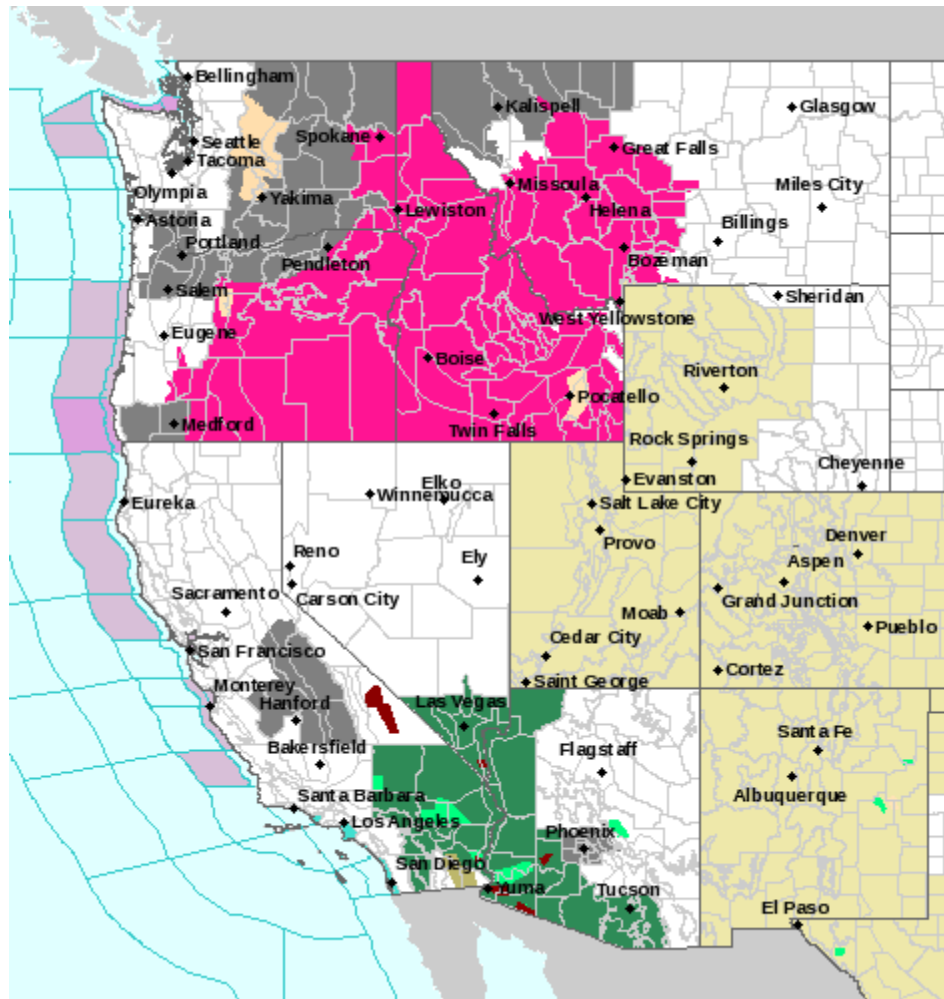 Bellingham
Kalispell
Glasgow
Seattle
Spokane
Great Falls
Tacoma
Missoula
Miles City
Olympia
Yakima
Lewiston
Helena
Astoria
Billings
Portland
Pendleton
Bozeman
Salem
Sheridan
West Yellowstone
Eugene
Boise
Riverton
Pocatello
Medford
Twin Falls
Rock Springs
Cheyenne
Elko
Evanston
Winnemucca
Eureka
Salt Lake City
Denver
Provo
Reno
Ely
Aspen
Sacramento
Carson City
Grand Junction
Moab
Pueblo
Cedar City
San Francisco
Cortez
Monterey
Saint George
Hanford
Las Vegas
Santa Fe
Bakersfield
Flagstaff
Albuquerque
Santa Barbara
Los Angeles
Phoenix
San Diego
Yuma
Tucson
El Paso